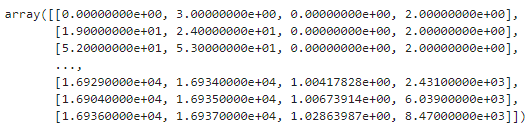 array([[0.00000000e+00, 3.00000000e+00, 0.00000000e+00, 2.00000000e+00],
[1.90000000e+01, 2.40000000e+01, 0.00000000e+00, 2.00000000e+00],
[5.20000000e+01, 5.30000000e+01, 0.00000000e+00, 2.00000000e+00],
...,
[1.69290000e+04, 1.69340000e+04, 1.00417828e+00, 2.43100000e+03],
[1.69040000e+04, 1.69350000e+04, 1.00673914e+00, 6.03900000e+03],
[1.69360000e+04, 1.69370000e+04, 1.02863987e+00, 8.47000000e+03]])